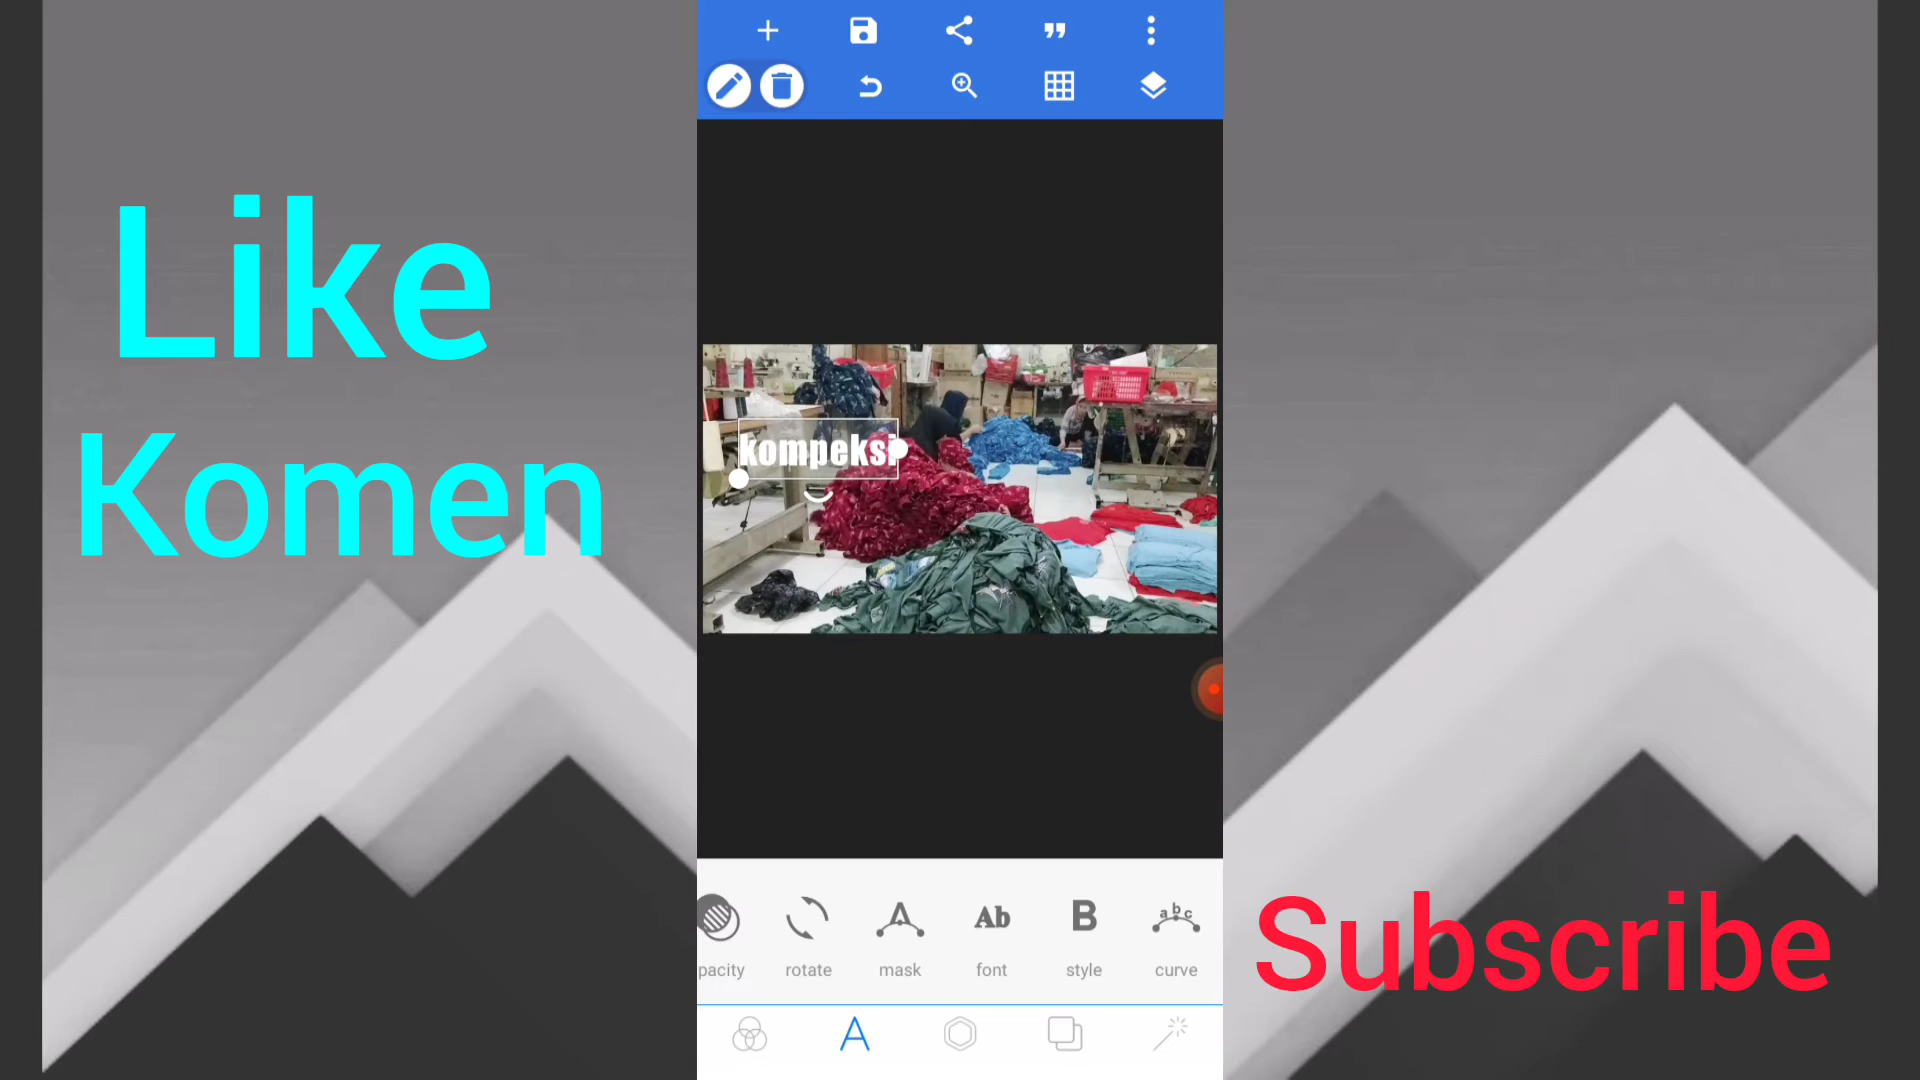 Like
Komen
kompeksi
pacity rotate mask font style curve
Subscribe